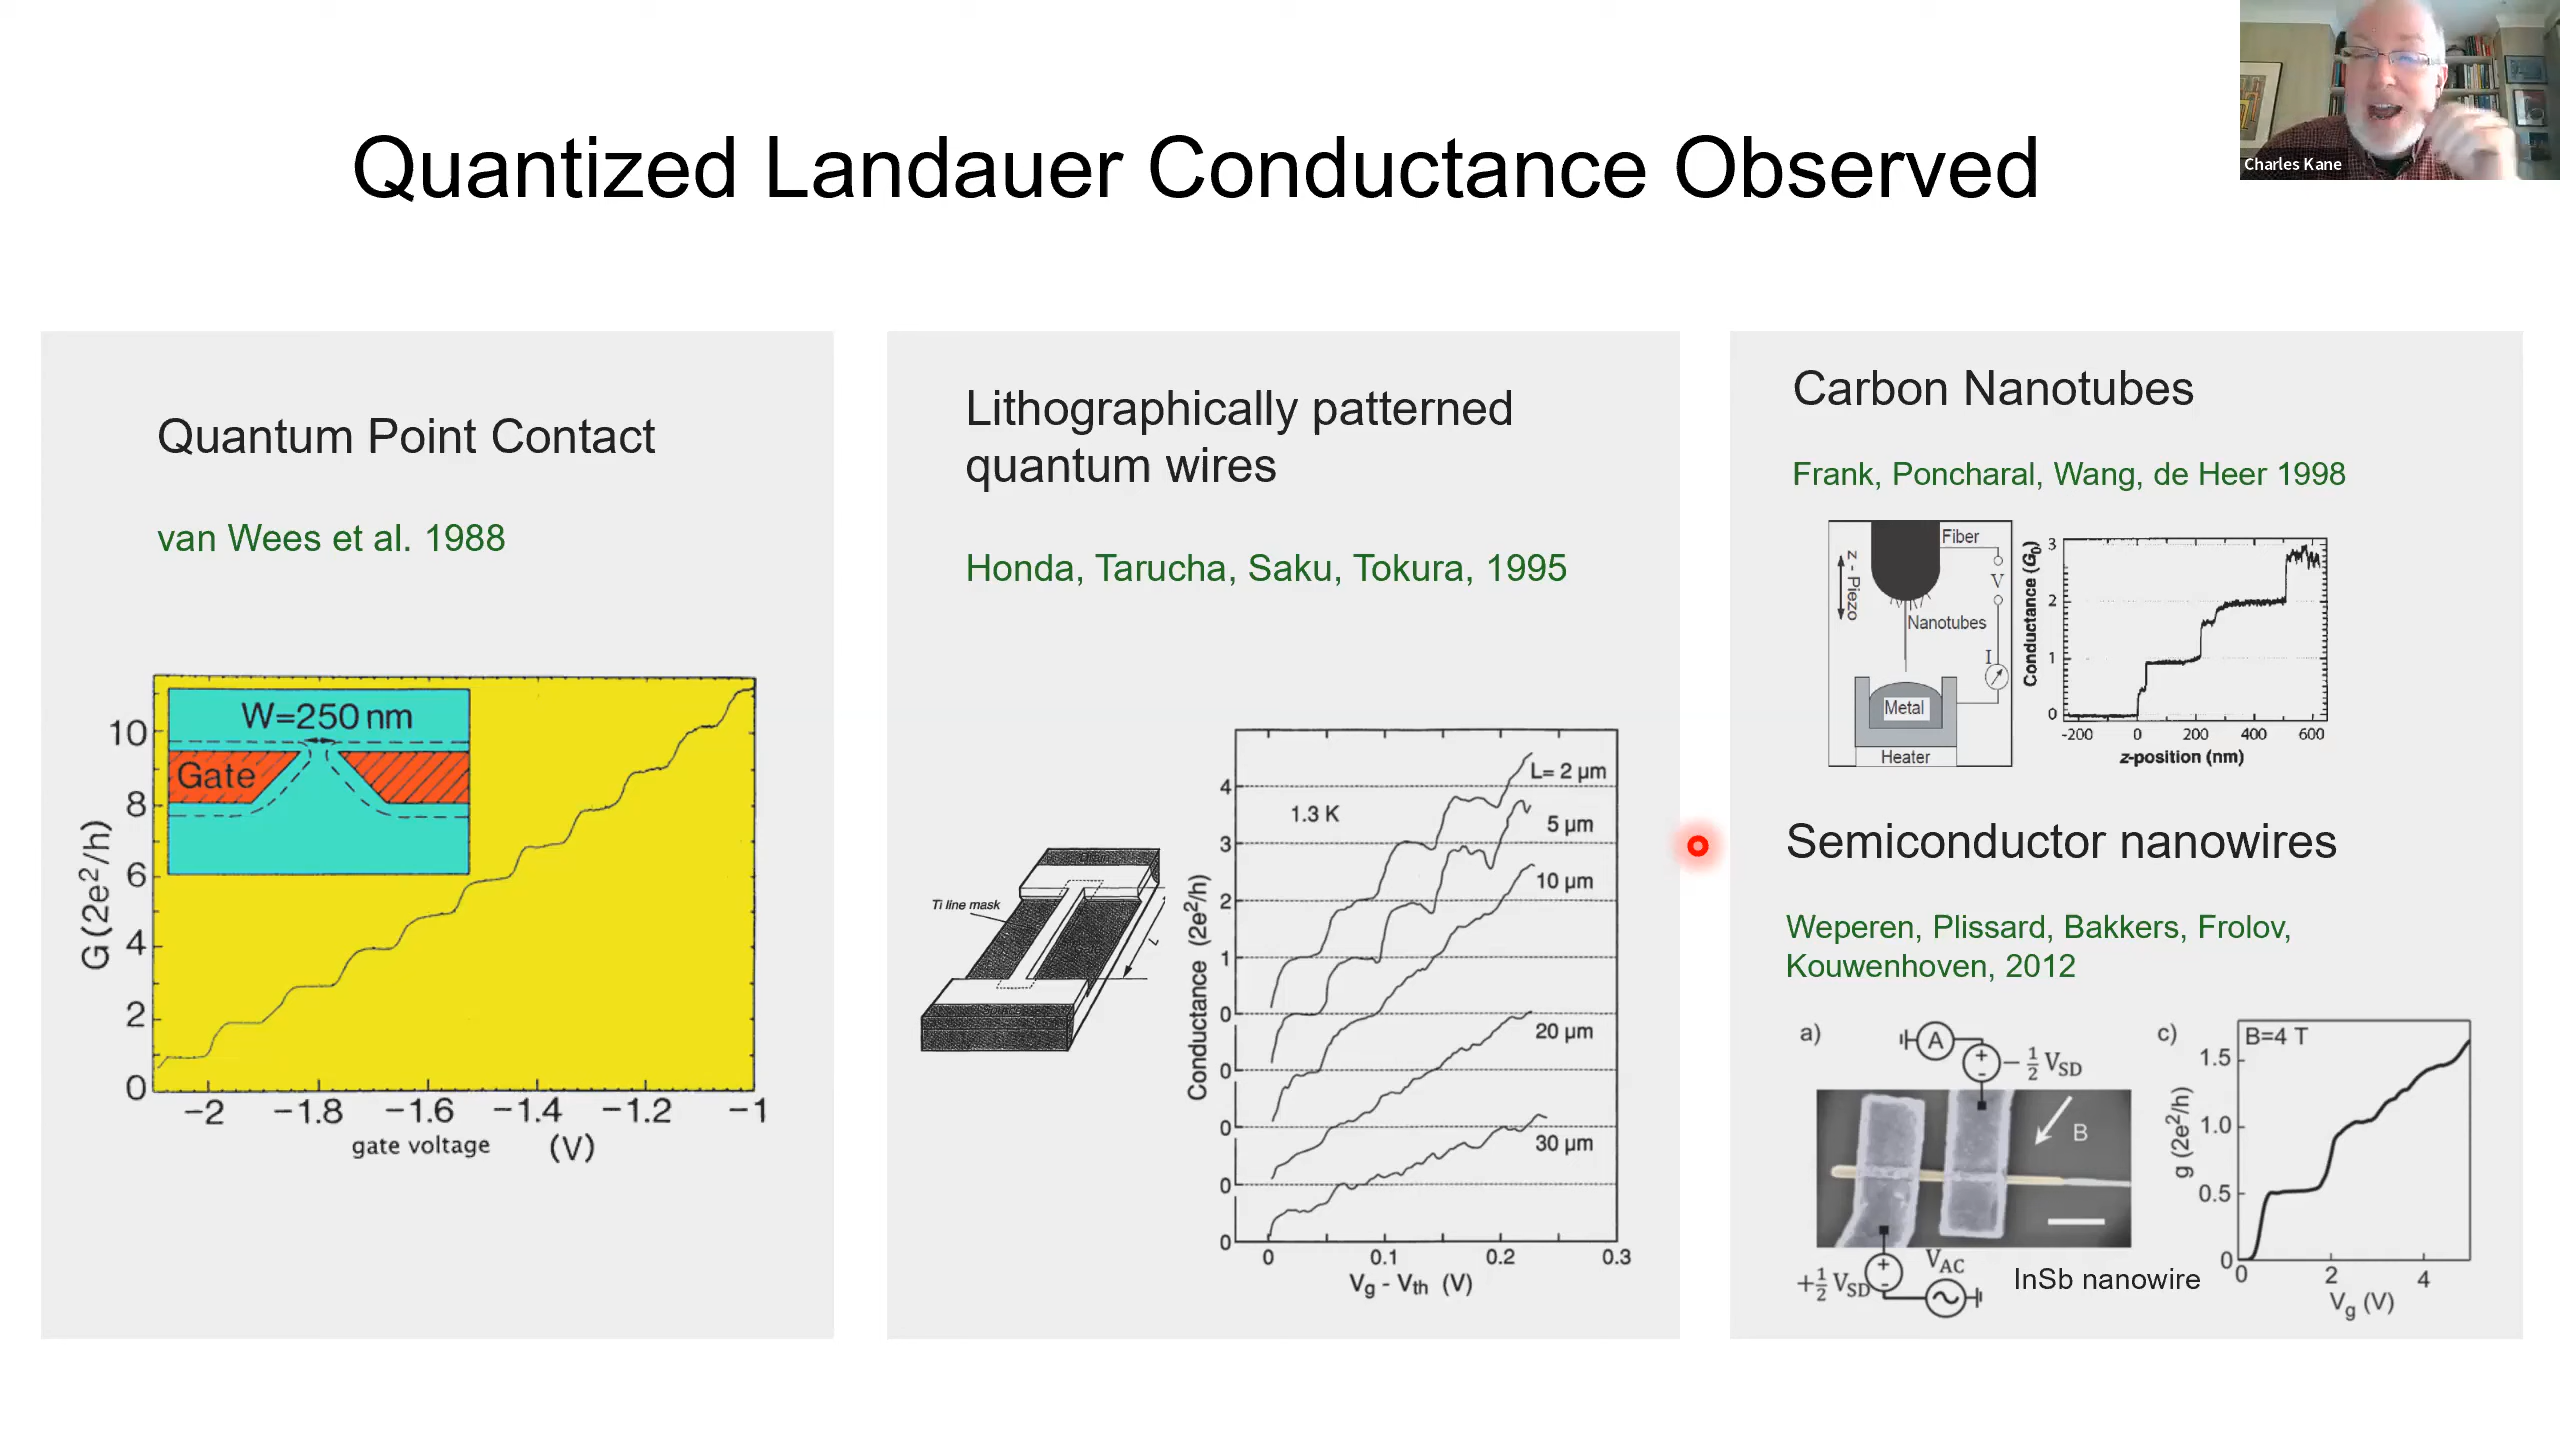 Charles Kane
Quantized Landauer Conductance Observed
Quantum Point Contact
van Wees et al. 1988
W=250 nm
Gate
G (2e²/h)
10
8
6
4
2
0
−2 −1.8 −1.6 −1.4 −1.2 −1
gate voltage (V)
Lithographically patterned
quantum wires
Honda, Tarucha, Saku, Tokura, 1995
Ti line mask
L
Conductance (2e²/h)
1.3 K
L= 2 µm
5 µm
10 µm
20 µm
30 µm
4
3
2
1
0
0
0
0
0
0 0.1 0.2 0.3
Vg - Vth (V)
Carbon Nanotubes
Frank, Poncharal, Wang, de Heer 1998
z - Piezo
Fiber
V
Nanotubes
I
Metal
Heater
Conductance (G₀)
3
2
1
0
-200 0 200 400 600
z-position (nm)
Semiconductor nanowires
Weperen, Plissard, Bakkers, Frolov,
Kouwenhoven, 2012
a)
A
+
-
− ½ VSD
B
+
-
+½ VSD
VAC
InSb nanowire
c)
B=4 T
g (2e²/h)
1.5
1.0
0.5
0
0 2 4
Vg (V)